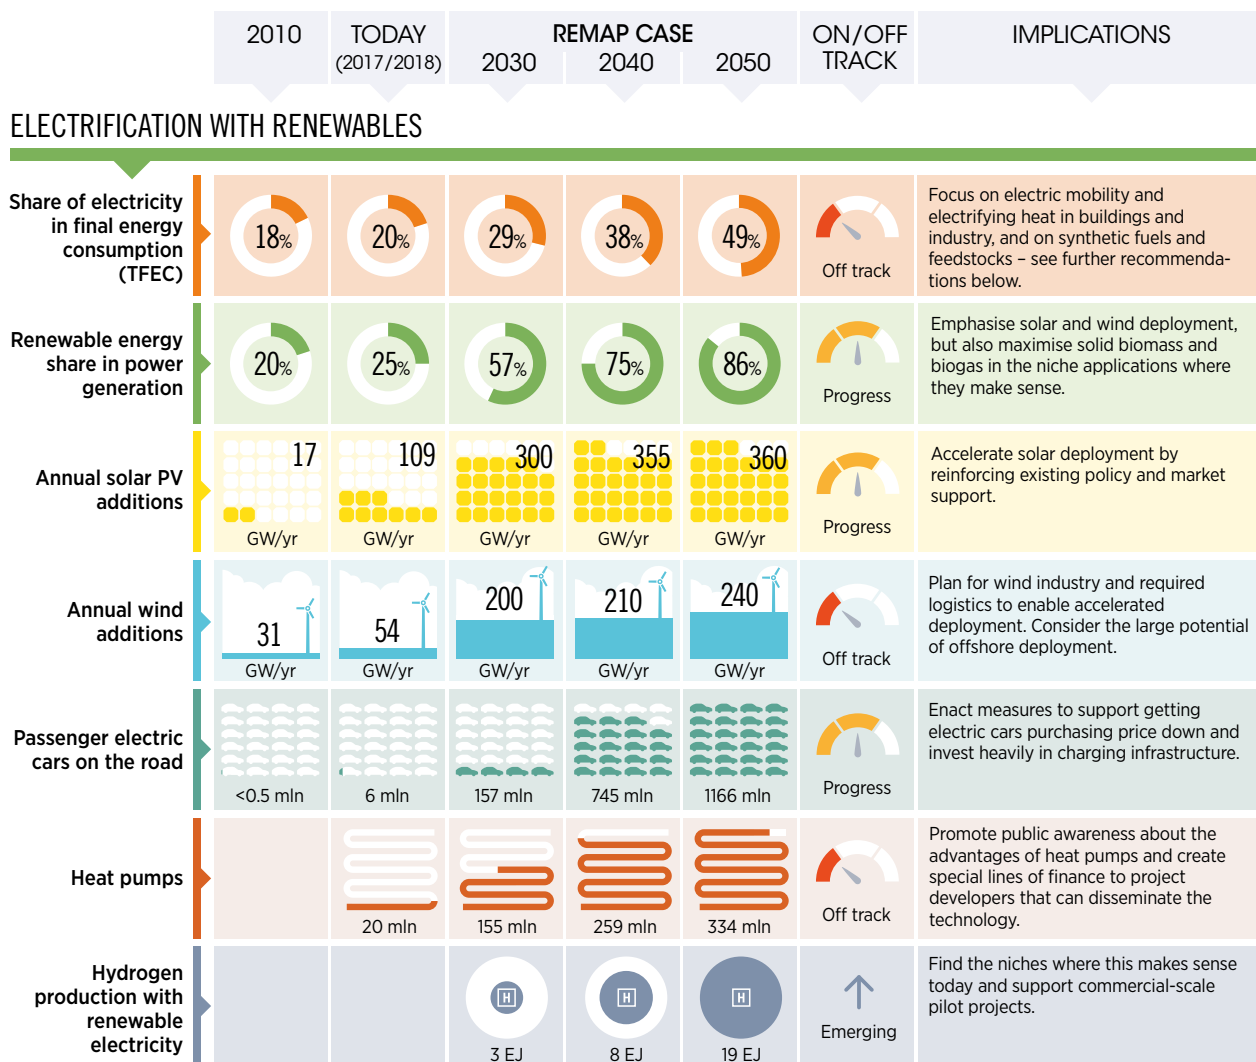 2010
TODAY
(2017/2018)
REMAP CASE
2030
2040
2050
ON/OFF
TRACK
IMPLICATIONS
ELECTRIFICATION WITH RENEWABLES
Share of electricity
in final energy
consumption
(TFEC)
18%
20%
29%
38%
49%
Off track
Focus on electric mobility and
electrifying heat in buildings and
industry, and on synthetic fuels and
feedstocks – see further recommenda-
tions below.
Renewable energy
share in power
generation
20%
25%
57%
75%
86%
Progress
Emphasise solar and wind deployment,
but also maximise solid biomass and
biogas in the niche applications where
they make sense.
Annual solar PV
additions
17
GW/yr
109
GW/yr
300
GW/yr
355
GW/yr
360
GW/yr
Progress
Accelerate solar deployment by
reinforcing existing policy and market
support.
Annual wind
additions
31
GW/yr
54
GW/yr
200
GW/yr
210
GW/yr
240
GW/yr
Off track
Plan for wind industry and required
logistics to enable accelerated
deployment. Consider the large potential
of offshore deployment.
Passenger electric
cars on the road
<0.5 mln
6 mln
157 mln
745 mln
1166 mln
Progress
Enact measures to support getting
electric cars purchasing price down and
invest heavily in charging infrastructure.
Heat pumps
20 mln
155 mln
259 mln
334 mln
Off track
Promote public awareness about the
advantages of heat pumps and create
special lines of finance to project
developers that can disseminate the
technology.
Hydrogen
production with
renewable
electricity
H
3 EJ
H
8 EJ
H
19 EJ
Emerging
Find the niches where this makes sense
today and support commercial-scale
pilot projects.